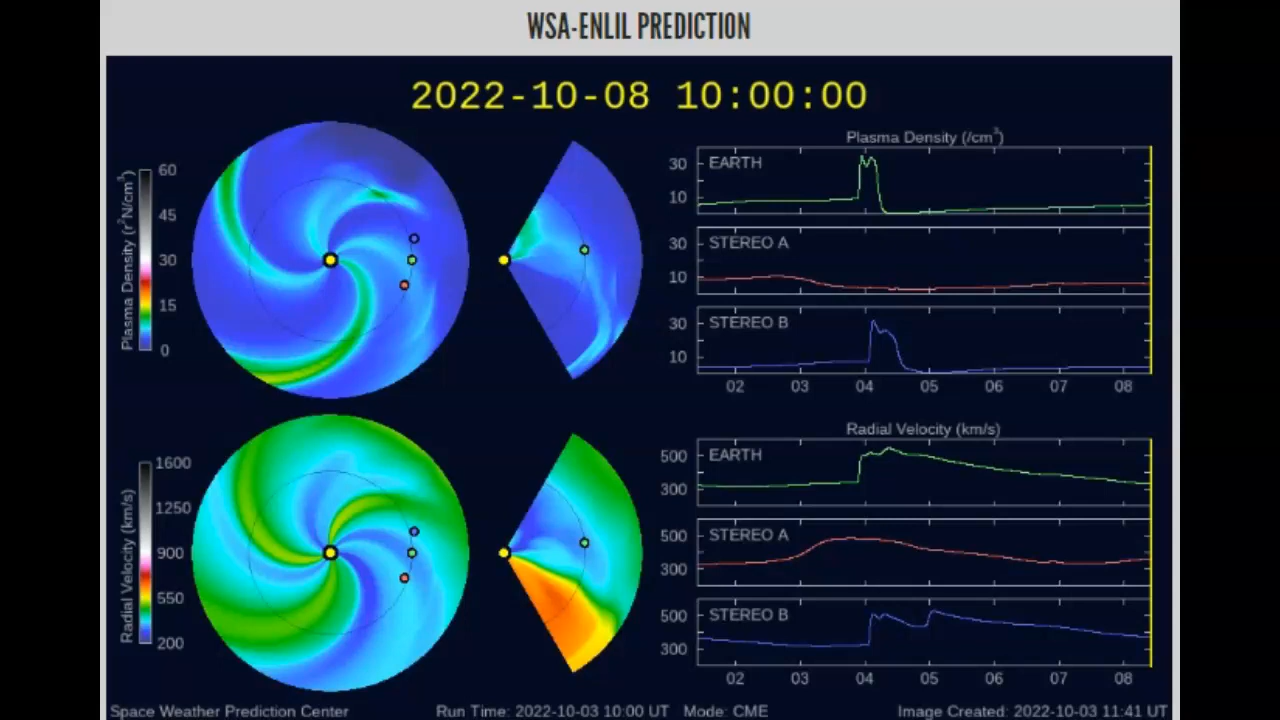 WSA-ENLIL PREDICTION
2022-10-08 10:00:00
Plasma Density (r²N/cm³)
60
45
30
15
0
Plasma Density (/cm³)
30
10
EARTH
30
10
STEREO A
30
10
STEREO B
02 03 04 05 06 07 08
Radial Velocity (km/s)
1600
1250
900
550
200
Radial Velocity (km/s)
500
300
EARTH
500
300
STEREO A
500
300
STEREO B
02 03 04 05 06 07 08
Space Weather Prediction Center Run Time: 2022-10-03 10:00 UT Mode: CME Image Created: 2022-10-03 11:41 UT